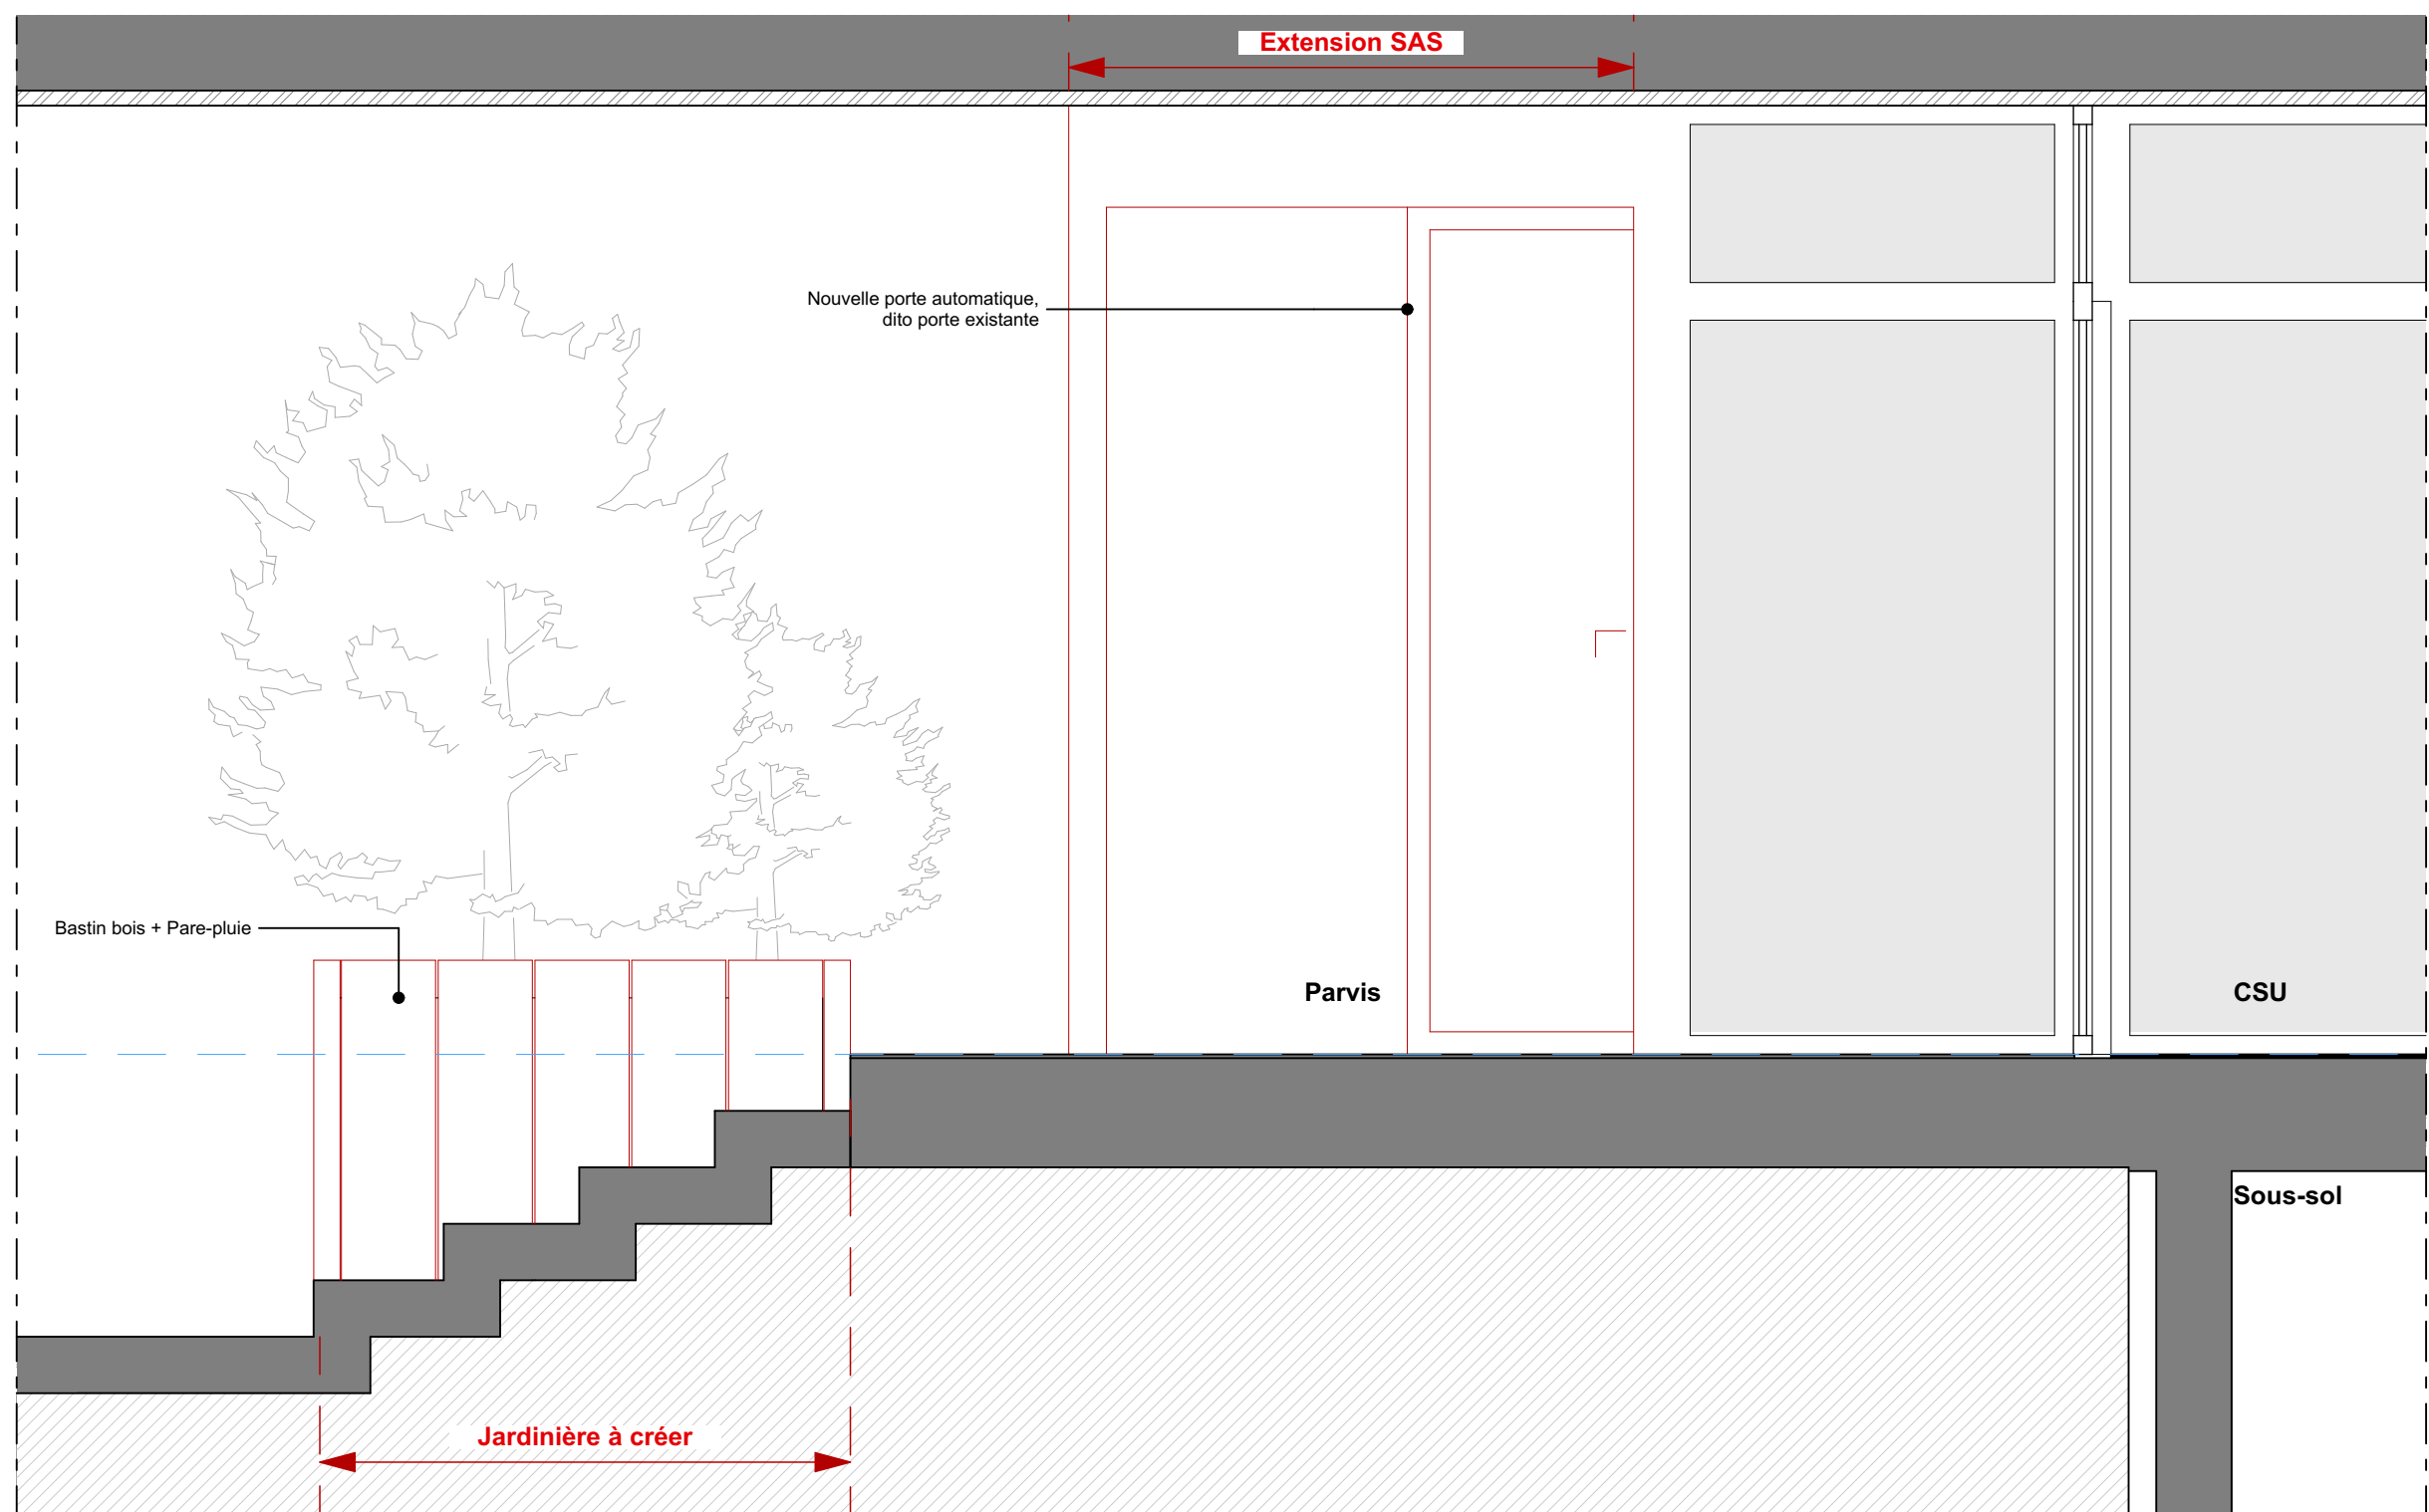 Extension SAS
Nouvelle porte automatique,
dito porte existante
Bastin bois + Pare-pluie
Parvis
CSU
Sous-sol
Jardinière à créer